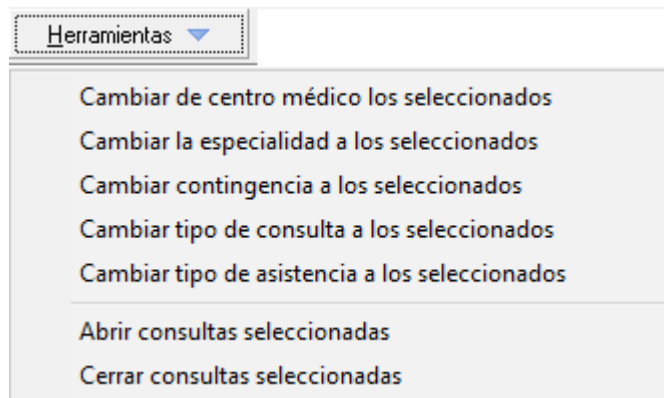 Herramientas
Cambiar de centro médico los seleccionados
Cambiar la especialidad a los seleccionados
Cambiar contingencia a los seleccionados
Cambiar tipo de consulta a los seleccionados
Cambiar tipo de asistencia a los seleccionados
Abrir consultas seleccionadas
Cerrar consultas seleccionadas